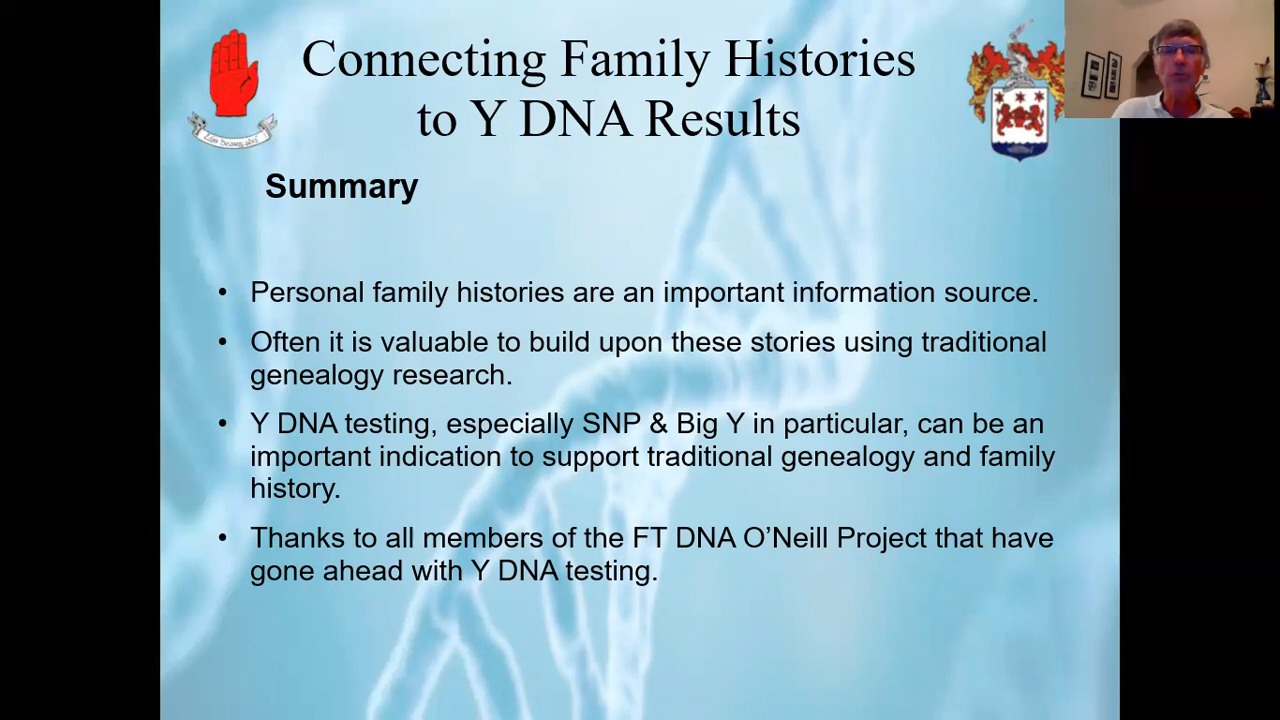 Connecting Family Histories
to Y DNA Results
Summary
• Personal family histories are an important information source.
• Often it is valuable to build upon these stories using traditional
genealogy research.
• Y DNA testing, especially SNP & Big Y in particular, can be an
important indication to support traditional genealogy and family
history.
• Thanks to all members of the FT DNA O’Neill Project that have
gone ahead with Y DNA testing.